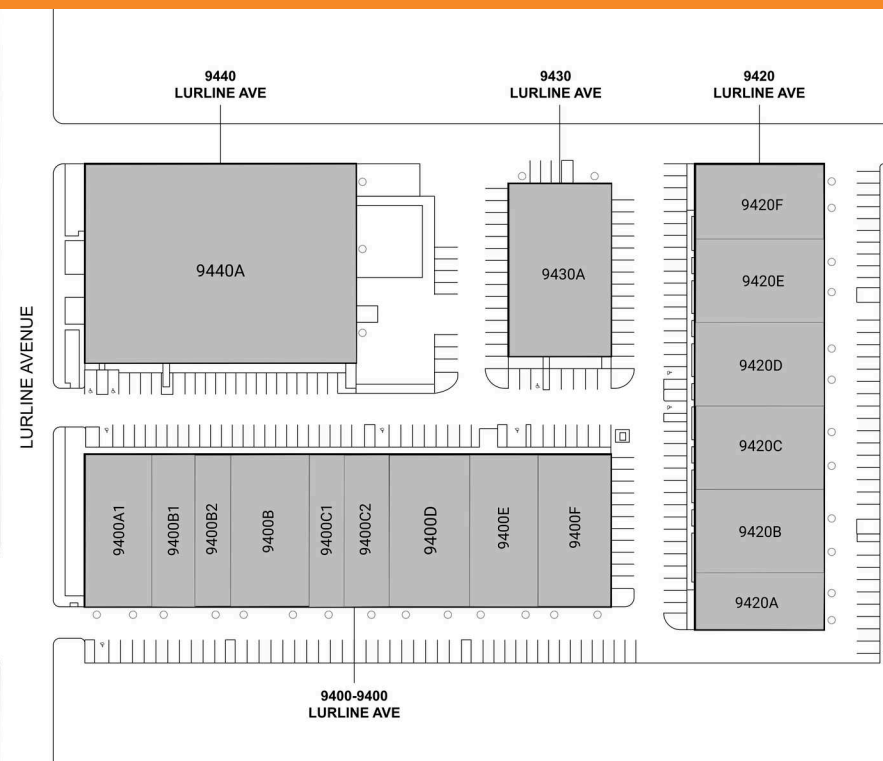 9440
LURLINE AVE
9430
LURLINE AVE
9420
LURLINE AVE
9440A
9430A
9420F
9420E
9420D
9420C
9420B
9420A
LURLINE AVENUE
9400A1
9400B1
9400B2
9400B
9400C1
9400C2
9400D
9400E
9400F
9400-9400
LURLINE AVE